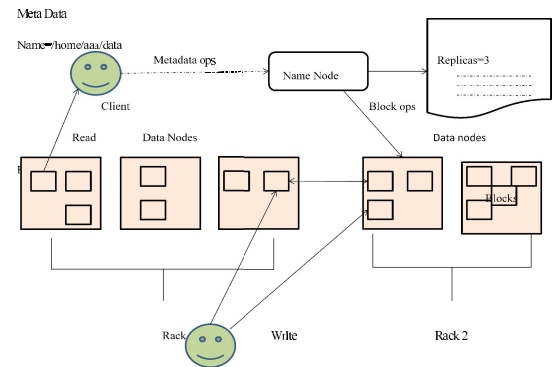 Meta Data
Name=/home/aaa/data
Metadata ops
Name Node
Replicas=3
Client
Block ops
Read
Data Nodes
Data nodes
Blocks
Rack
Write
Rack 2